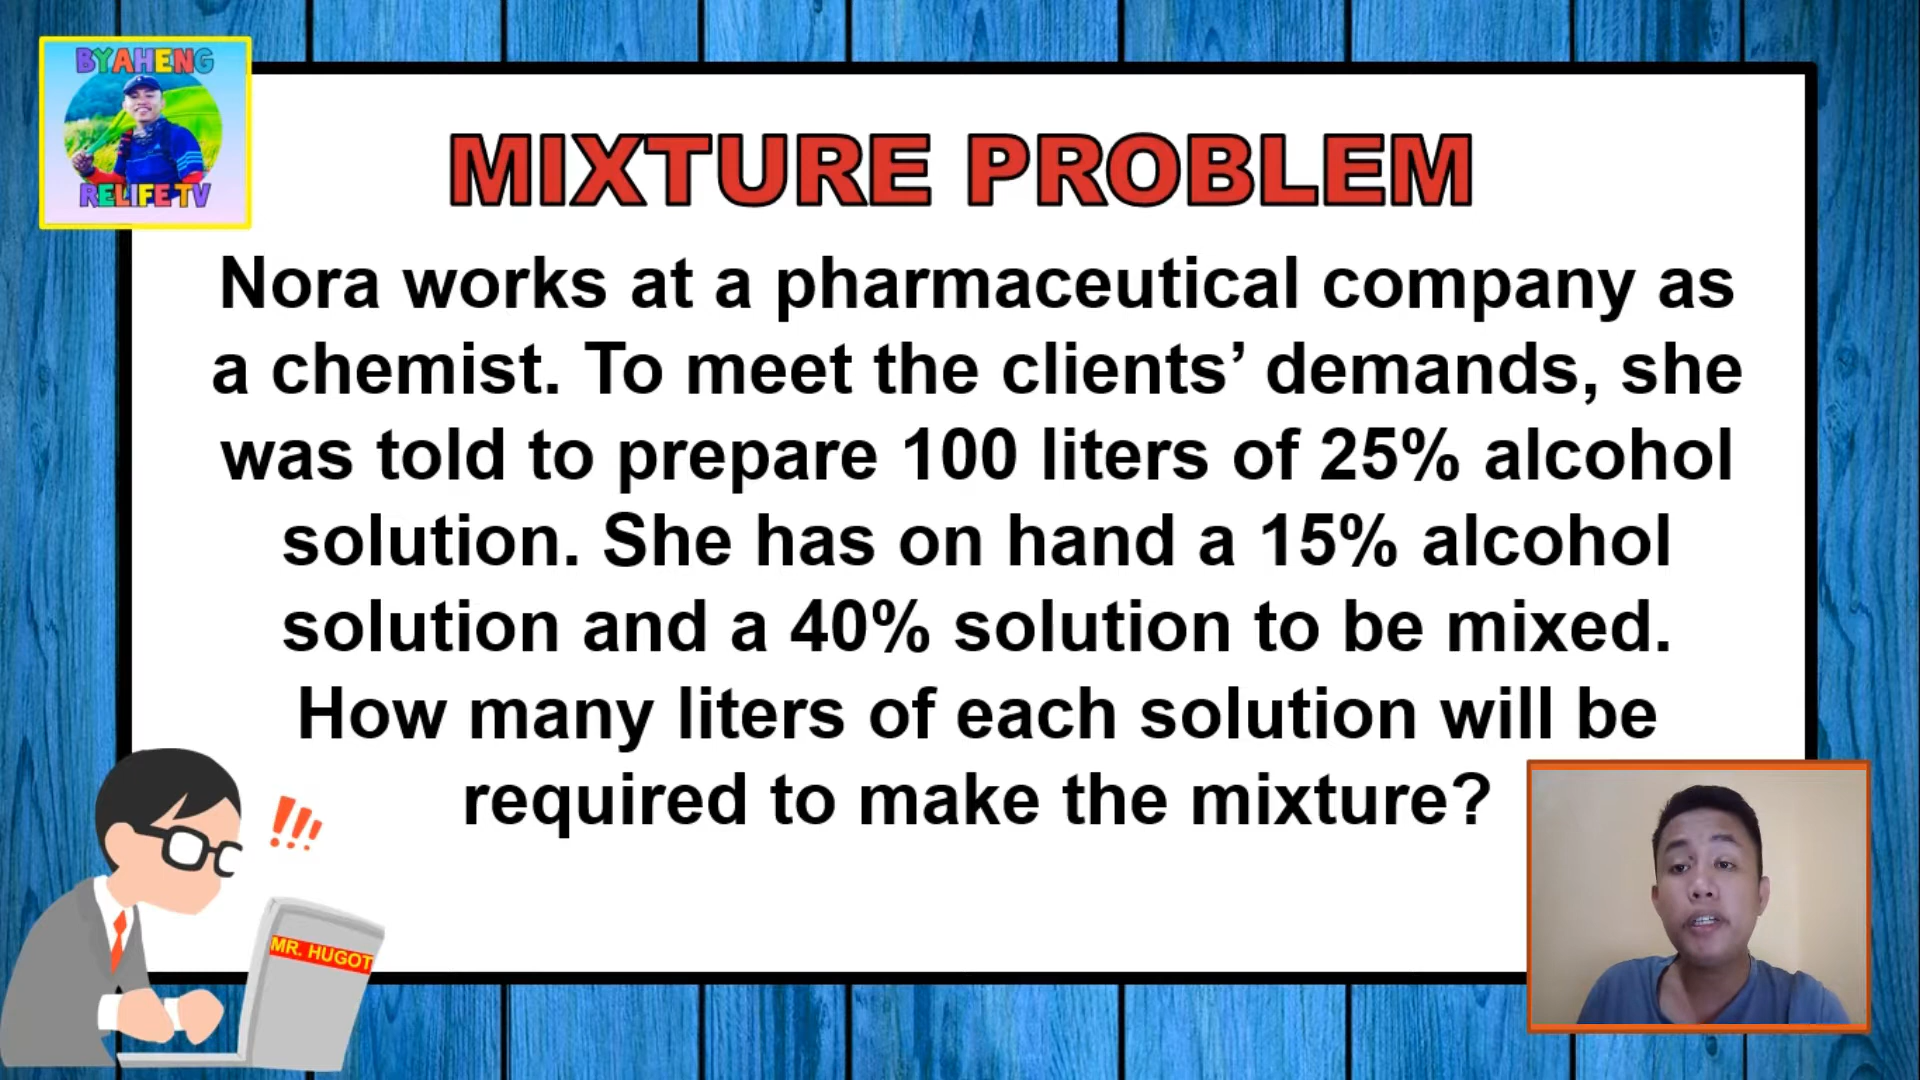 BYAHENG
RELIFE TV
MIXTURE PROBLEM
Nora works at a pharmaceutical company as
a chemist. To meet the clients’ demands, she
was told to prepare 100 liters of 25% alcohol
solution. She has on hand a 15% alcohol
solution and a 40% solution to be mixed.
How many liters of each solution will be
required to make the mixture?
!!!
MR. HUGOT